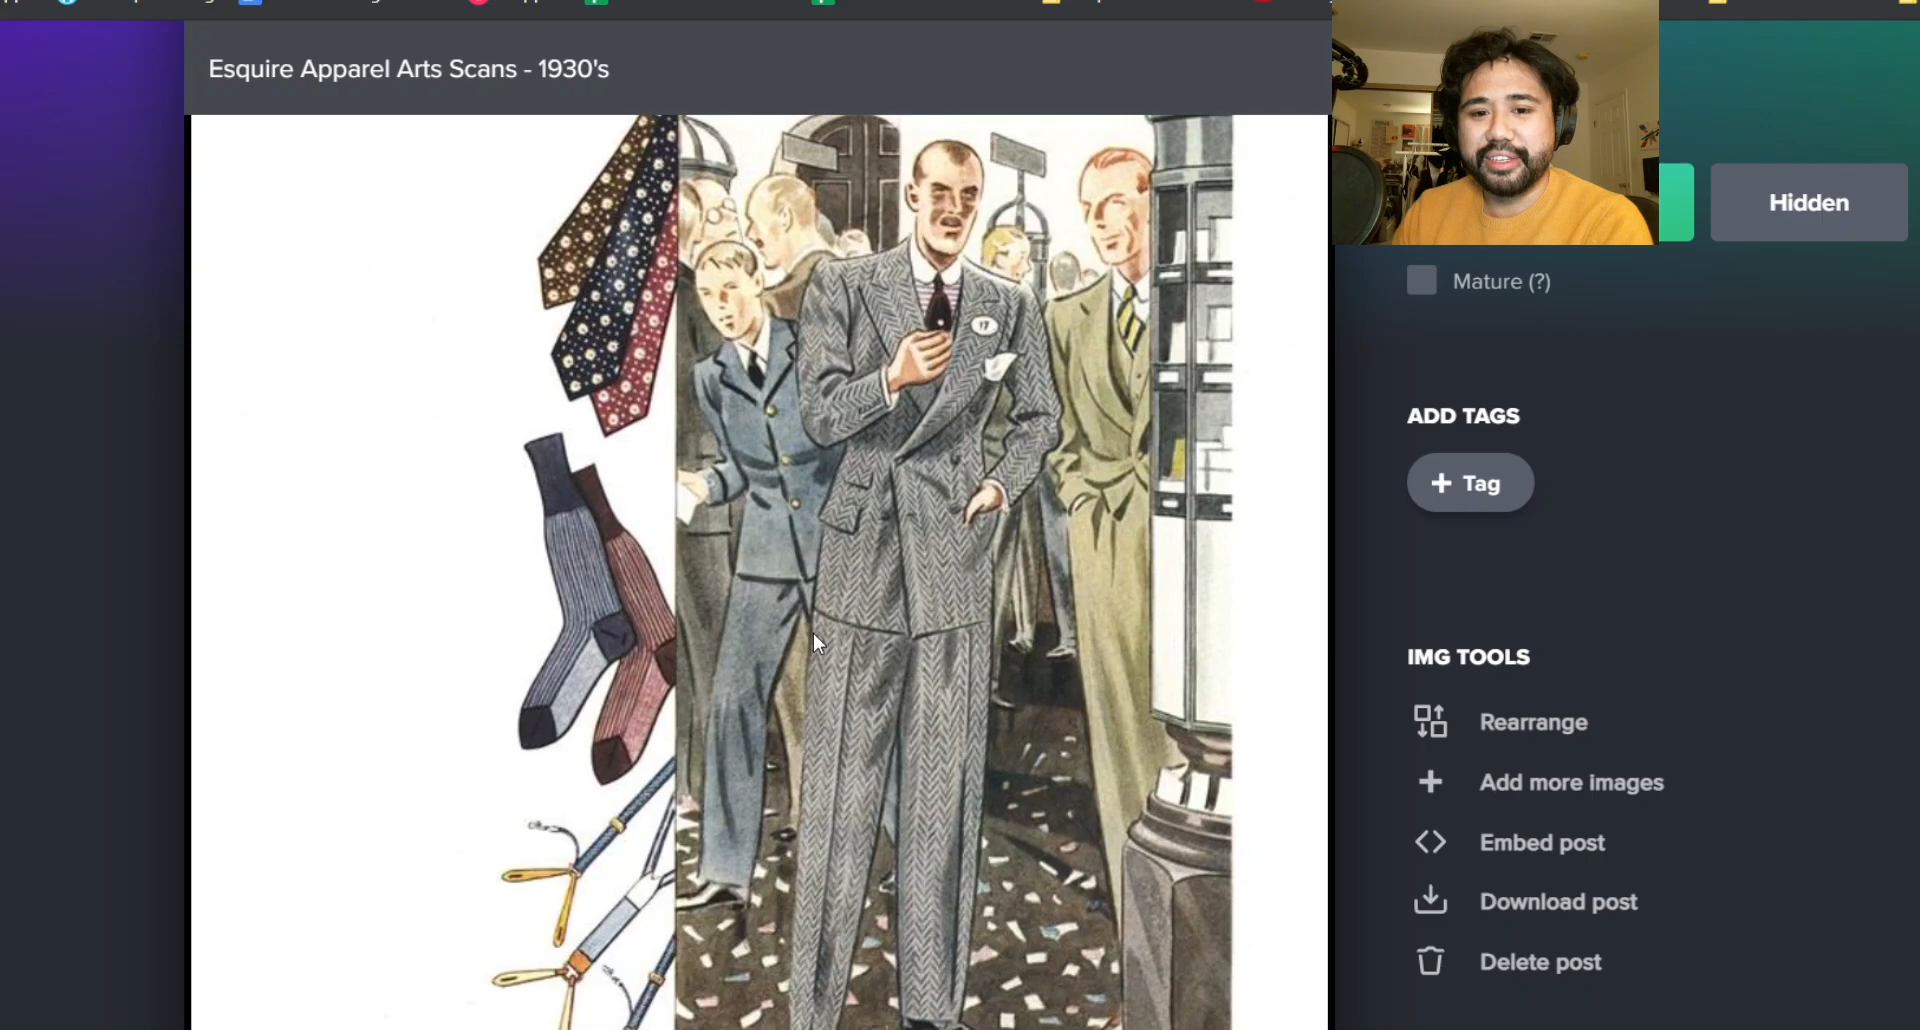 Esquire Apparel Arts Scans - 1930's
17
Hidden
Mature (?)
ADD TAGS
+ Tag
IMG TOOLS
Rearrange
Add more images
Embed post
Download post
Delete post